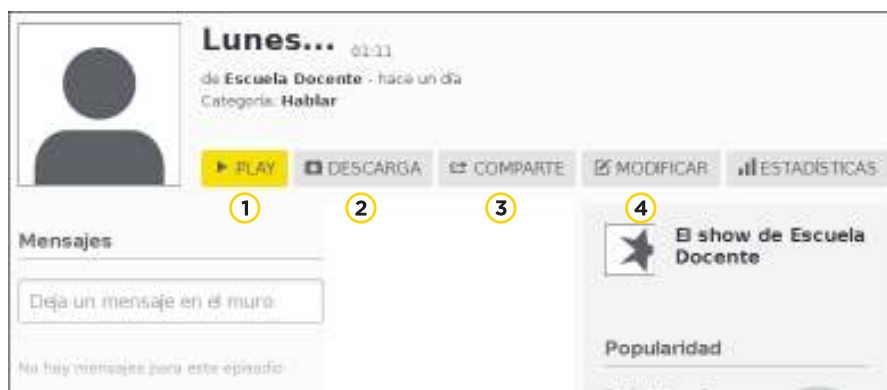 Lunes... 01:11
de Escuela Docente - hace un día
Categoría: Hablar
PLAY DESCARGA COMPARTE MODIFICAR ESTADÍSTICAS
1 2 3 4
Mensajes
Deja un mensaje en el muro
No hay mensajes para este episodio
El show de Escuela
Docente
Popularidad